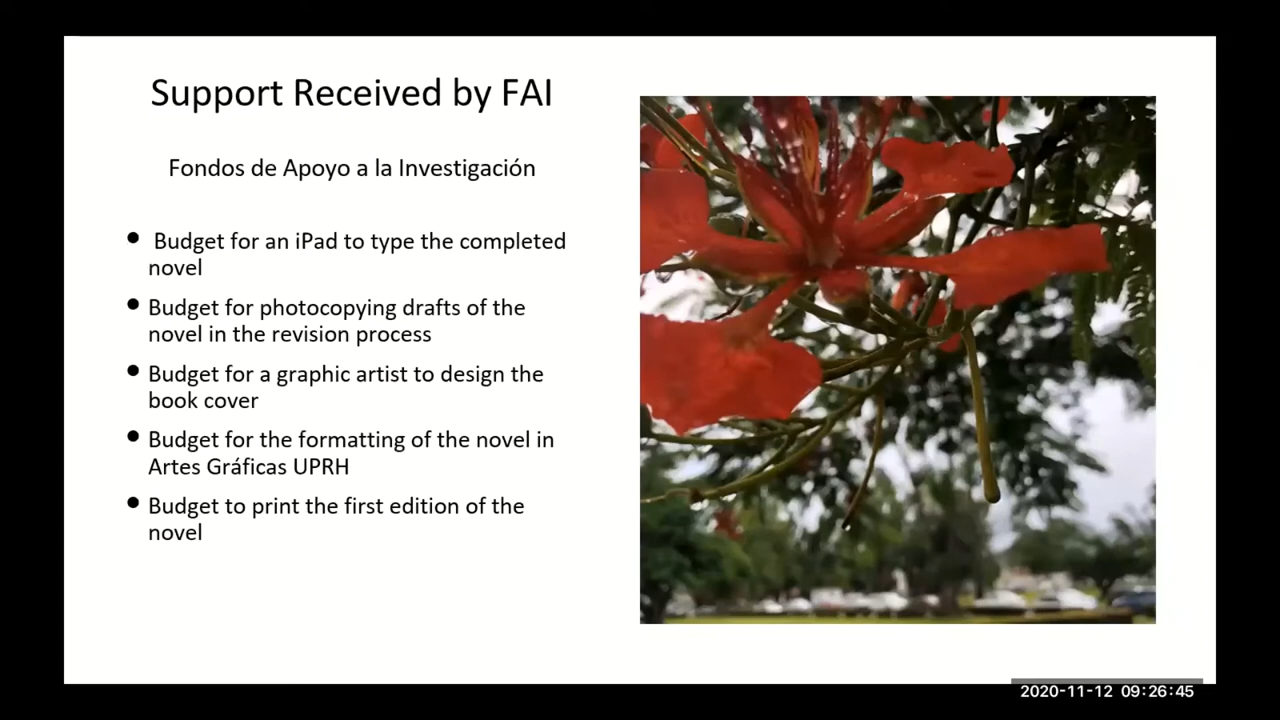 Support Received by FAI
Fondos de Apoyo a la Investigación
• Budget for an iPad to type the completed
novel
• Budget for photocopying drafts of the
novel in the revision process
• Budget for a graphic artist to design the
book cover
• Budget for the formatting of the novel in
Artes Gráficas UPRH
• Budget to print the first edition of the
novel
2020-11-12 09:26:45